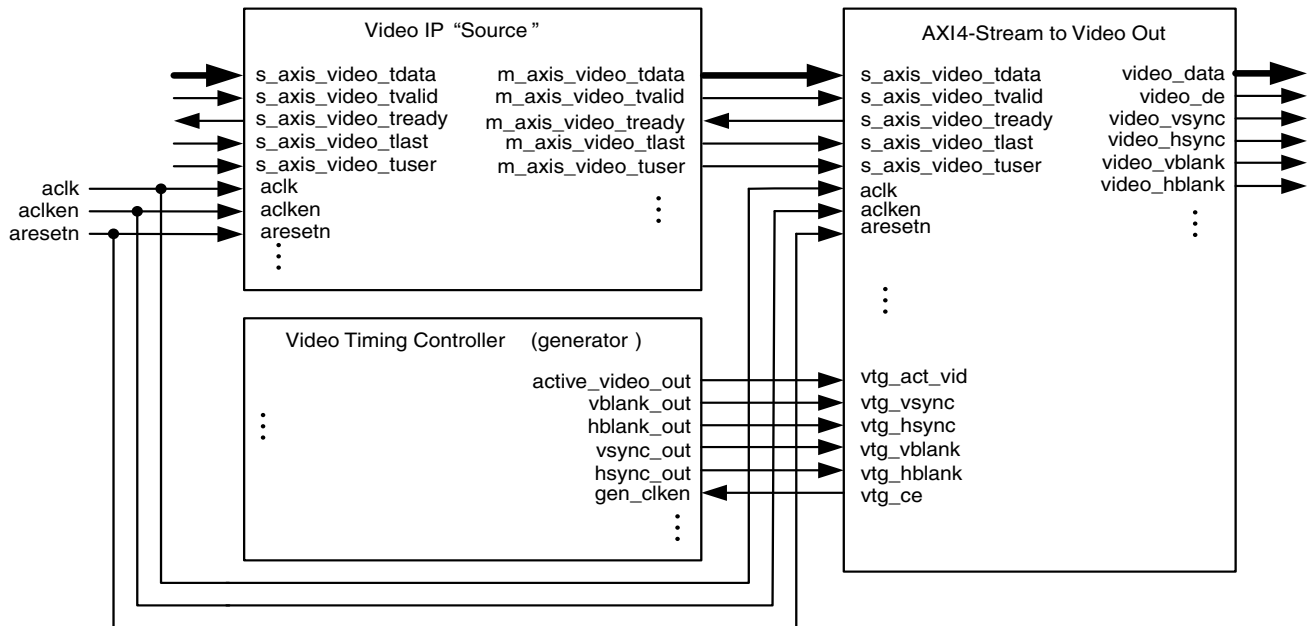 Video IP “Source”
s_axis_video_tdata
s_axis_video_tvalid
s_axis_video_tready
s_axis_video_tlast
s_axis_video_tuser
aclk
aclken
aresetn
m_axis_video_tdata
m_axis_video_tvalid
m_axis_video_tready
m_axis_video_tlast
m_axis_video_tuser
aclk
aclken
aresetn
Video Timing Controller (generator)
active_video_out
vblank_out
hblank_out
vsync_out
hsync_out
gen_clken
AXI4-Stream to Video Out
s_axis_video_tdata
s_axis_video_tvalid
s_axis_video_tready
s_axis_video_tlast
s_axis_video_tuser
aclk
aclken
aresetn
vtg_act_vid
vtg_vsync
vtg_hsync
vtg_vblank
vtg_hblank
vtg_ce
video_data
video_de
video_vsync
video_hsync
video_vblank
video_hblank